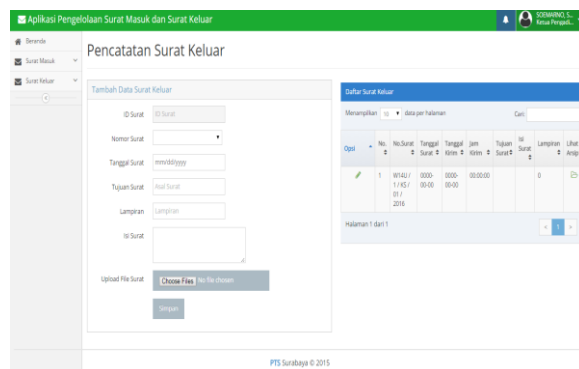 Aplikasi Pengelolaan Surat Masuk dan Surat Keluar
SOEMARNO, S...
Ketua Pengadi...
Beranda
Surat Masuk
Surat Keluar
Pencatatan Surat Keluar
Tambah Data Surat Keluar
ID Surat
ID Surat
Nomor Surat
Tanggal Surat
mm/dd/yyyy
Tujuan Surat
Asal Surat
Lampiran
Lampiran
Isi Surat
Upload File Surat
Choose Files No file chosen
Simpan
Daftar Surat Keluar
Menampilkan 10 data per halaman
Cari:
Opsi No. No.Surat Tanggal Surat Tanggal Kirim Jam Kirim Tujuan Surat Isi Surat Lampiran Lihat Arsip
1 W14U / 1 / KS / 01 / 2016 0000-00-00 0000-00-00 00:00:00 0
Halaman 1 dari 1
< 1 >
PTS Surabaya © 2015